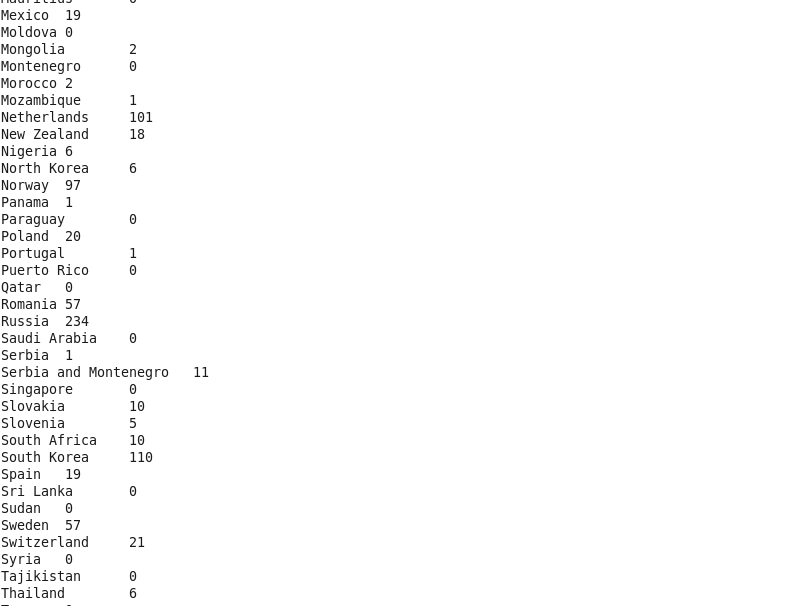 Mexico	19
Moldova	0
Mongolia	2
Montenegro	0
Morocco	2
Mozambique	1
Netherlands	101
New Zealand	18
Nigeria	6
North Korea	6
Norway	97
Panama	1
Paraguay	0
Poland	20
Portugal	1
Puerto Rico	0
Qatar	0
Romania	57
Russia	234
Saudi Arabia	0
Serbia	1
Serbia and Montenegro	11
Singapore	0
Slovakia	10
Slovenia	5
South Africa	10
South Korea	110
Spain	19
Sri Lanka	0
Sudan	0
Sweden	57
Switzerland	21
Syria	0
Tajikistan	0
Thailand	6